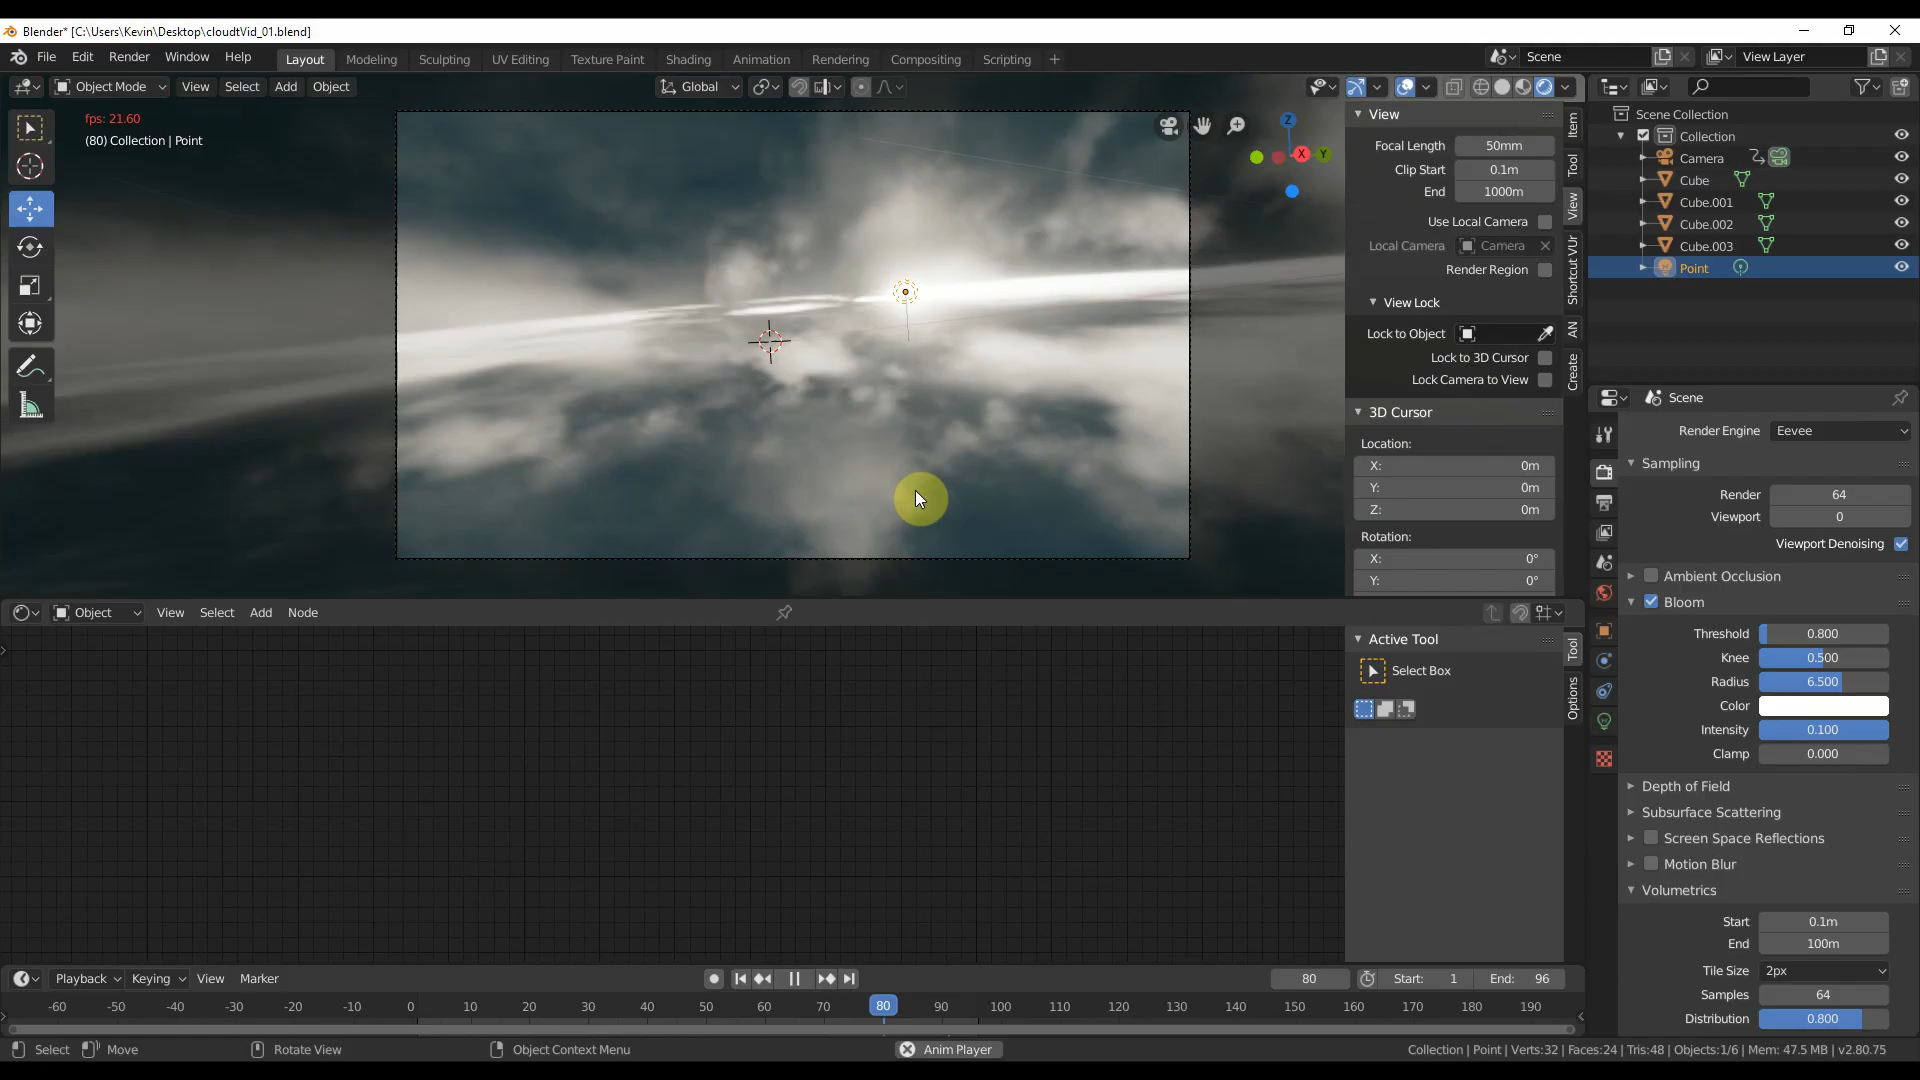 Blender* [C:\Users\Kevin\Desktop\cloudtVid_01.blend]
File Edit Render Window Help Layout Modeling Sculpting UV Editing Texture Paint Shading Animation Rendering Compositing Scripting + Scene View Layer
Object Mode View Select Add Object Global
fps: 21.60
(80) Collection | Point
Z
X
Y
View
Focal Length 50mm
Clip Start 0.1m
End 1000m
Use Local Camera
Local Camera Camera
Render Region
View Lock
Lock to Object
Lock to 3D Cursor
Lock Camera to View
3D Cursor
Location:
X: 0m
Y: 0m
Z: 0m
Rotation:
X: 0°
Y: 0°
Item
Tool
View
Shortcut VUr
AN
Create
Scene Collection
Collection
Camera
Cube
Cube.001
Cube.002
Cube.003
Point
Scene
Render Engine Eevee
Sampling
Render 64
Viewport 0
Viewport Denoising
Ambient Occlusion
Bloom
Threshold 0.800
Knee 0.500
Radius 6.500
Color
Intensity 0.100
Clamp 0.000
Depth of Field
Subsurface Scattering
Screen Space Reflections
Motion Blur
Volumetrics
Start 0.1m
End 100m
Tile Size 2px
Samples 64
Distribution 0.800
Object View Select Add Node
Active Tool
Select Box
Tool
Options
Playback Keying View Marker 80 Start: 1 End: 96
-60 -50 -40 -30 -20 -10 0 10 20 30 40 50 60 70 80 90 100 110 120 130 140 150 160 170 180 190
Select Move Rotate View Object Context Menu Anim Player Collection | Point | Verts:32 | Faces:24 | Tris:48 | Objects:1/6 | Mem: 47.5 MB | v2.80.75